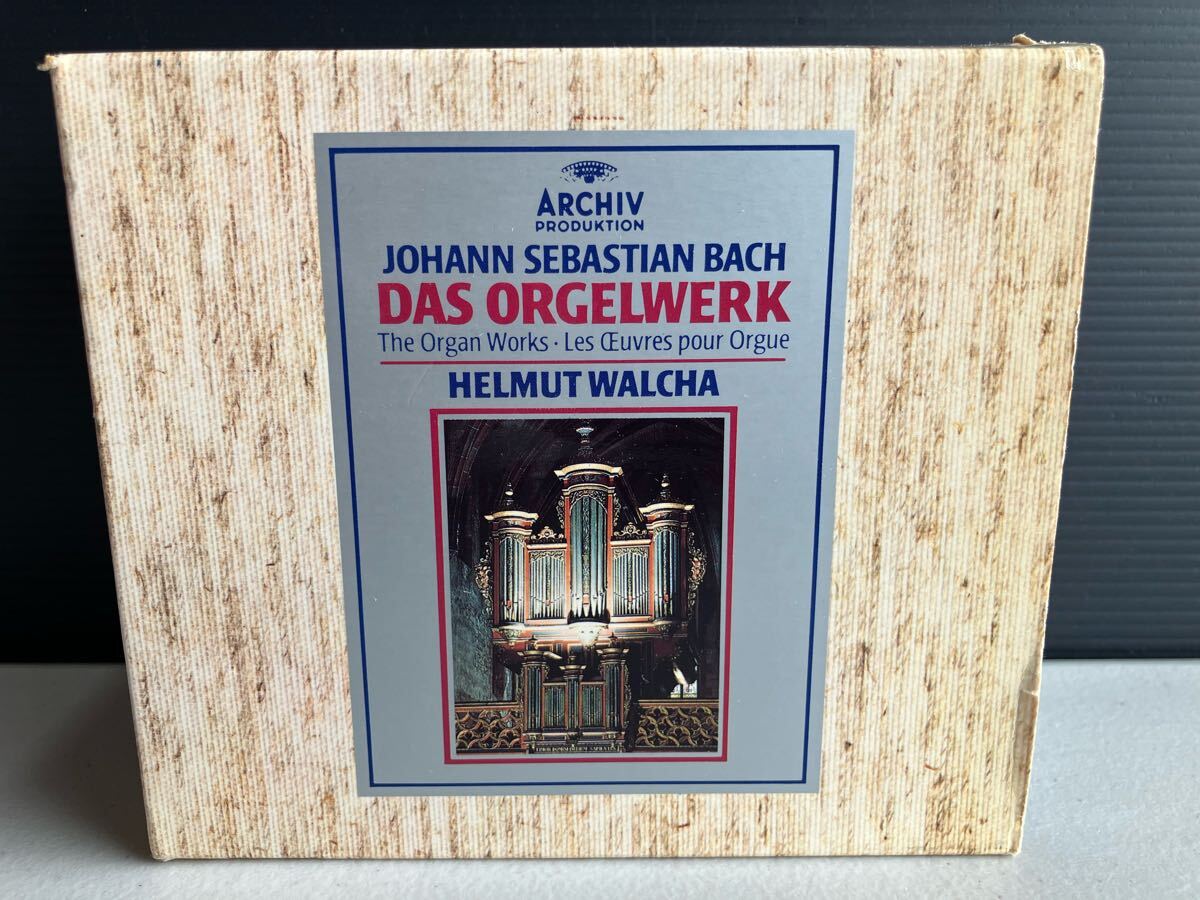 ARCHIV
PRODUKTION
JOHANN SEBASTIAN BACH
DAS ORGELWERK
The Organ Works · Les Œuvres pour Orgue
HELMUT WALCHA